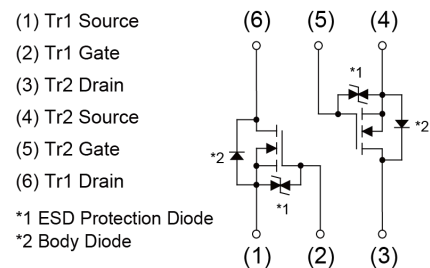 (1) Tr1 Source
(2) Tr1 Gate
(3) Tr2 Drain
(4) Tr2 Source
(5) Tr2 Gate
(6) Tr1 Drain
*1 ESD Protection Diode
*2 Body Diode
(6) (5) (4)
*1
*2
*2
*1
(1) (2) (3)